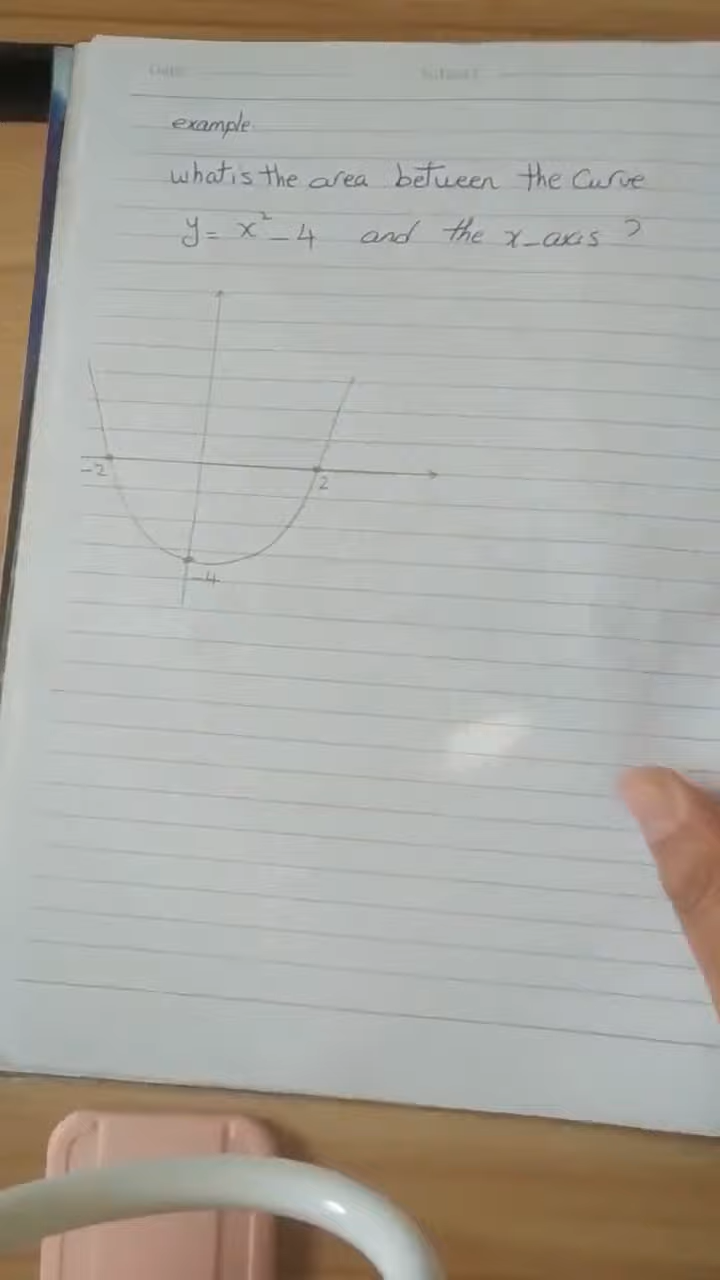 example.
what is the area between the curve
y = x² - 4 and the x-axis ?
-2
2
-4